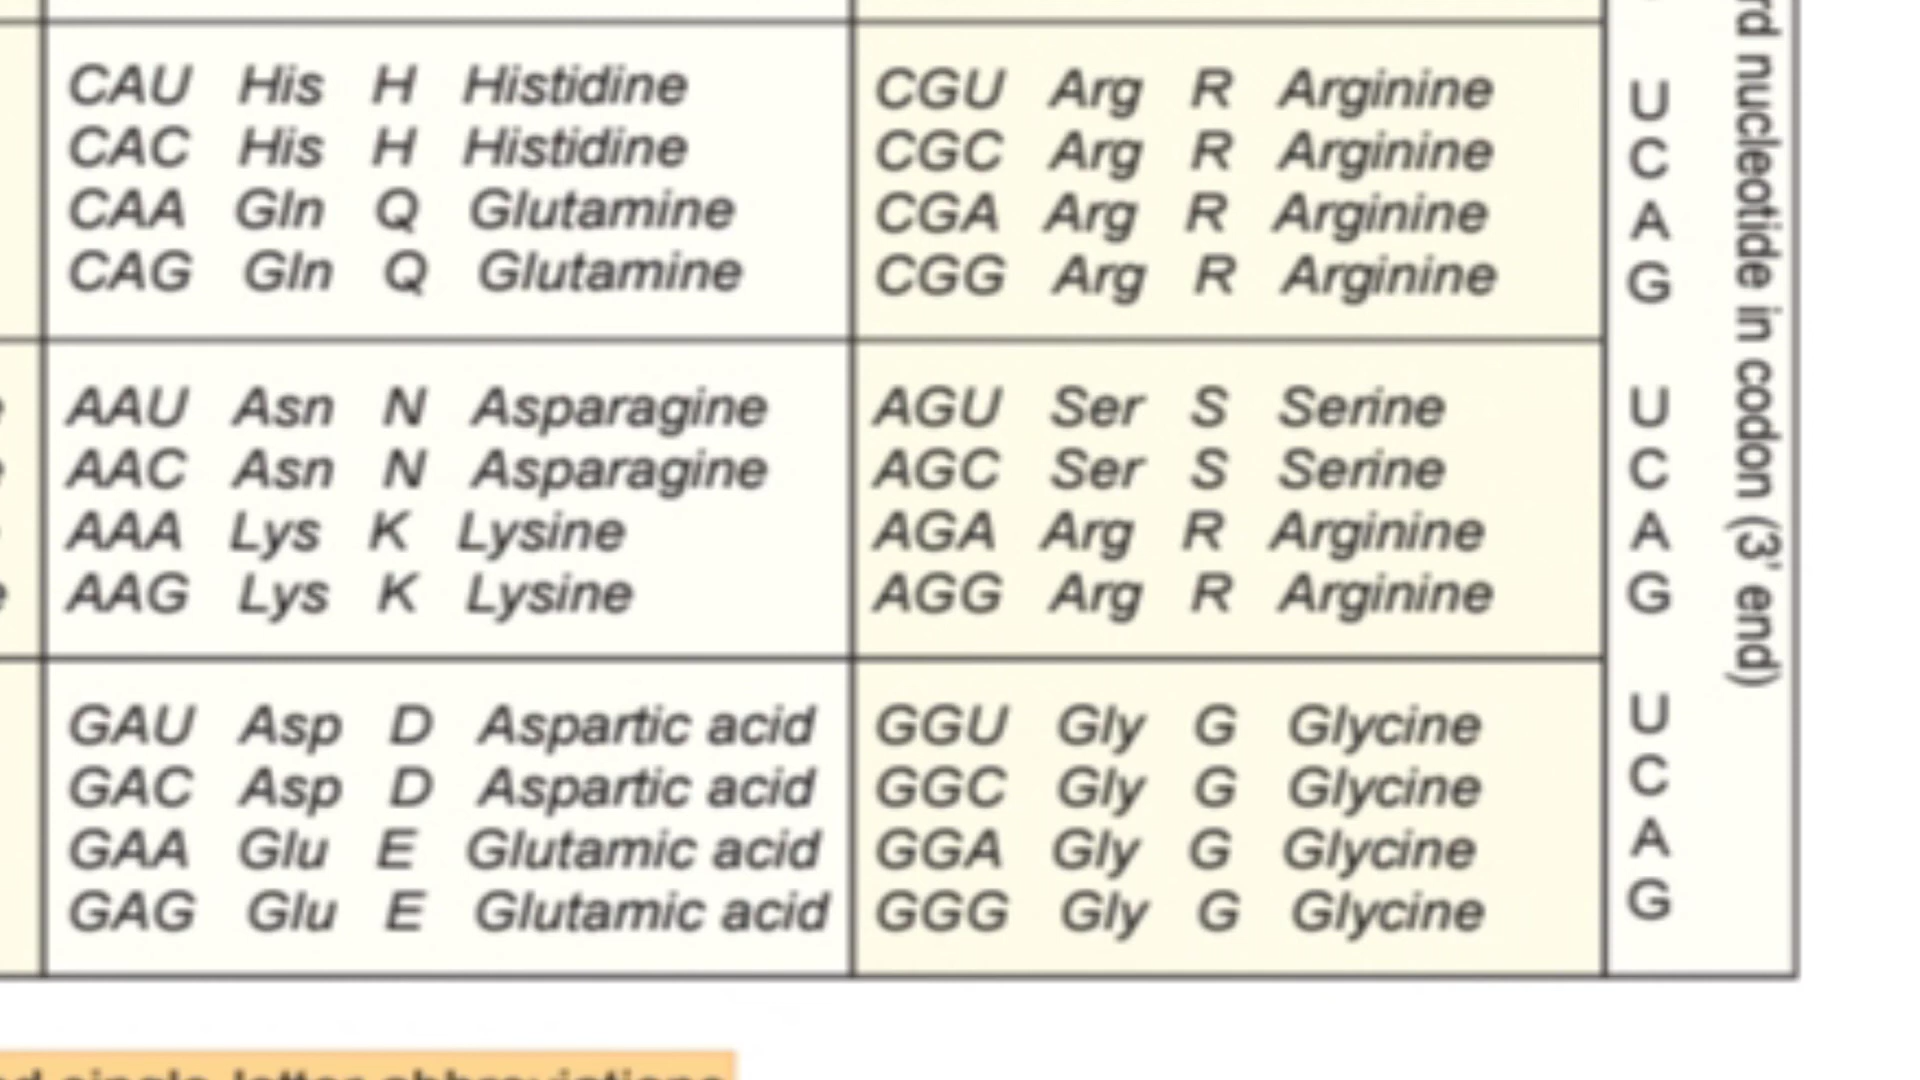 CAU His H Histidine
CAC His H Histidine
CAA Gln Q Glutamine
CAG Gln Q Glutamine
CGU Arg R Arginine
CGC Arg R Arginine
CGA Arg R Arginine
CGG Arg R Arginine
U
C
A
G
AAU Asn N Asparagine
AAC Asn N Asparagine
AAA Lys K Lysine
AAG Lys K Lysine
AGU Ser S Serine
AGC Ser S Serine
AGA Arg R Arginine
AGG Arg R Arginine
U
C
A
G
GAU Asp D Aspartic acid
GAC Asp D Aspartic acid
GAA Glu E Glutamic acid
GAG Glu E Glutamic acid
GGU Gly G Glycine
GGC Gly G Glycine
GGA Gly G Glycine
GGG Gly G Glycine
U
C
A
G
rd nucleotide in codon (3' end)
single-letter abbreviations